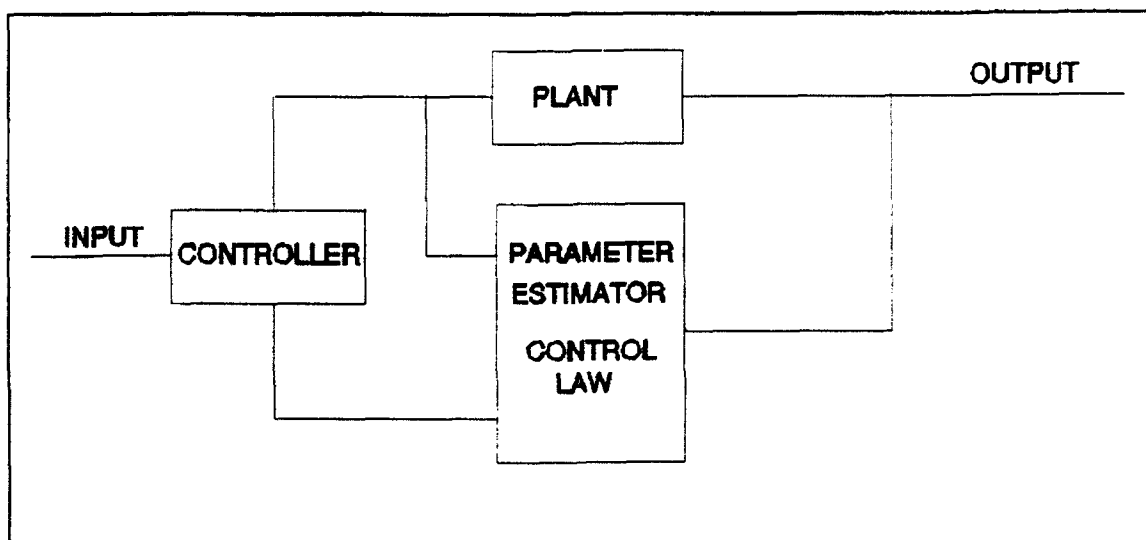 PLANT
OUTPUT
INPUT
CONTROLLER
PARAMETER
ESTIMATOR
CONTROL
LAW